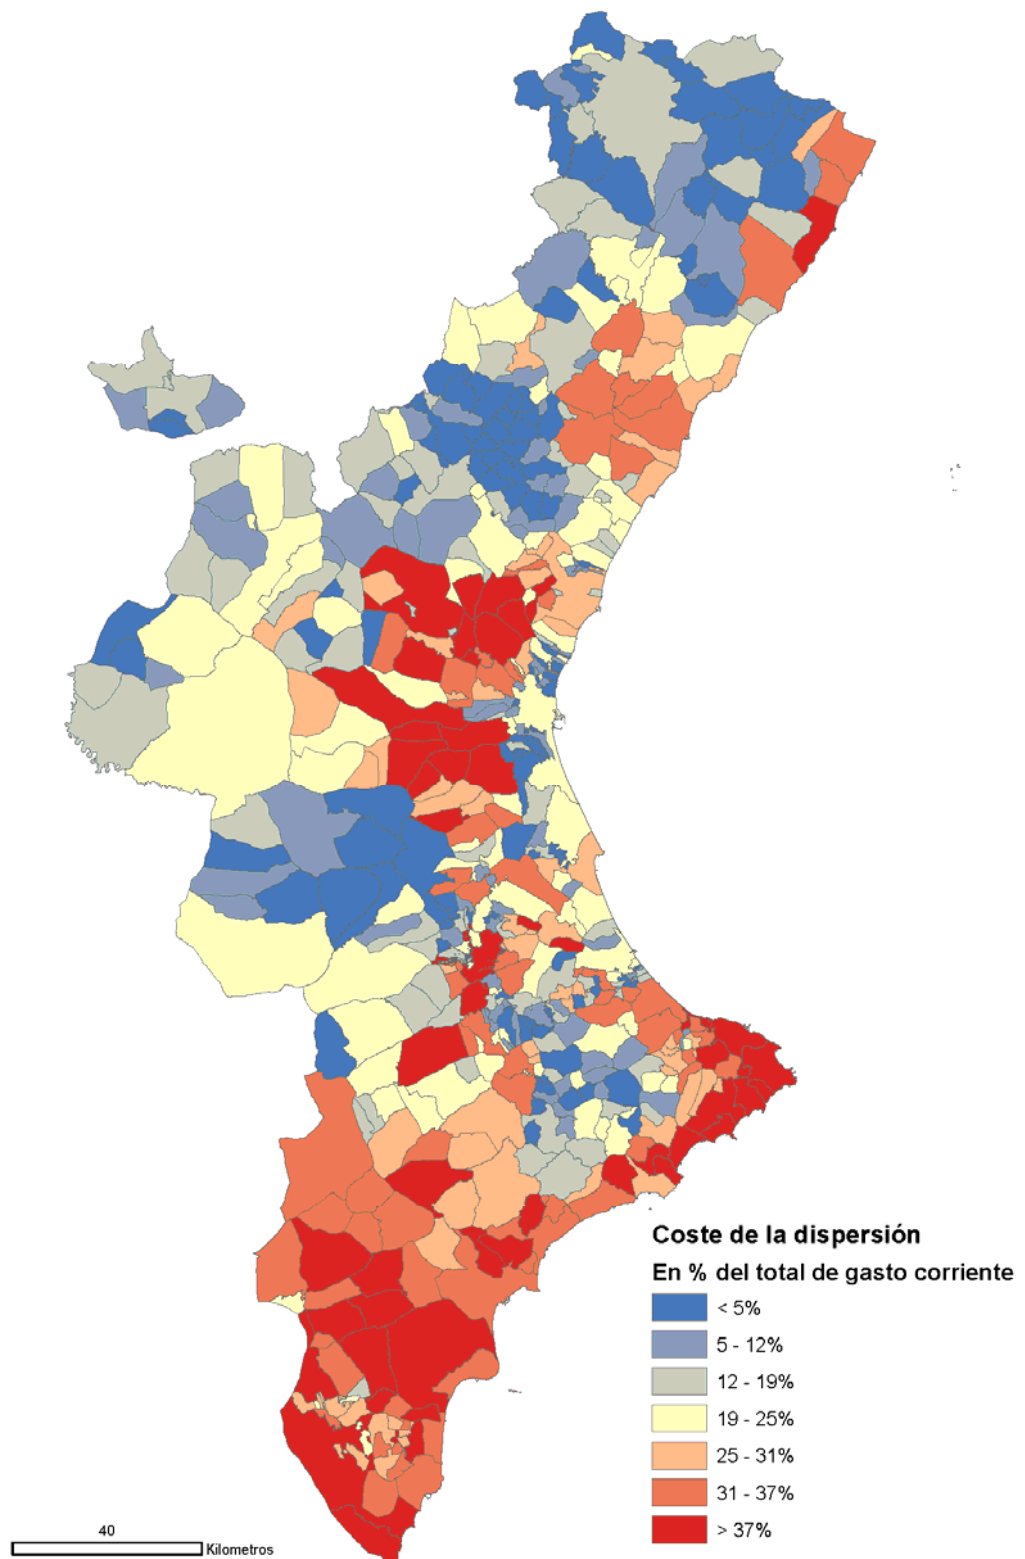 Coste de la dispersión
En % del total de gasto corriente
< 5%
5 - 12%
12 - 19%
19 - 25%
25 - 31%
31 - 37%
> 37%
40
Kilometros